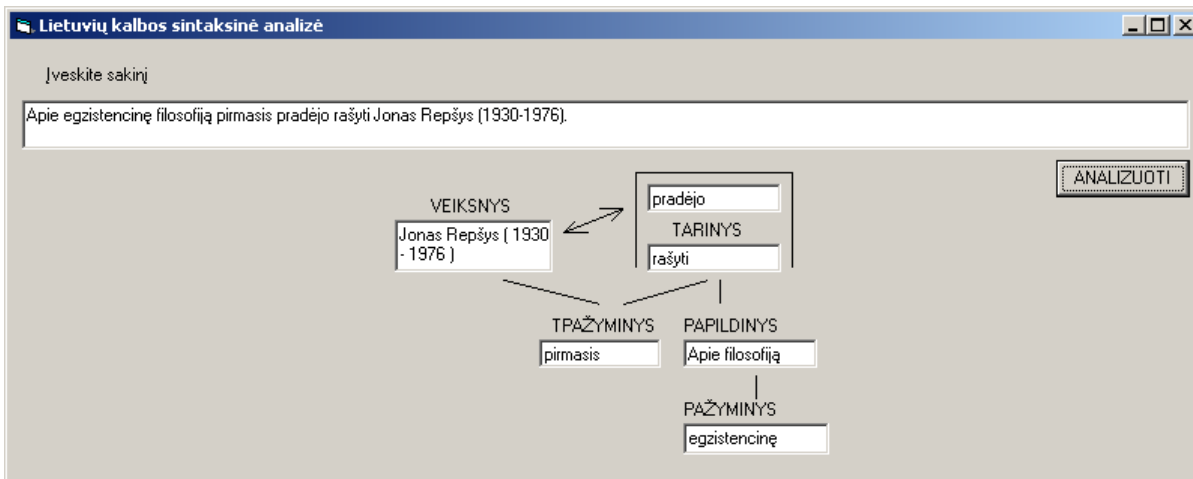 Lietuvių kalbos sintaksinė analizė
Įveskite sakinį
Apie egzistencinę filosofiją pirmasis pradėjo rašyti Jonas Repšys (1930-1976).
ANALIZUOTI
VEIKSNYS
Jonas Repšys ( 1930
- 1976 )
pradėjo
TARINYS
rašyti
TPAŽYMINYS
pirmasis
PAPILDINYS
Apie filosofiją
PAŽYMINYS
egzistencinę